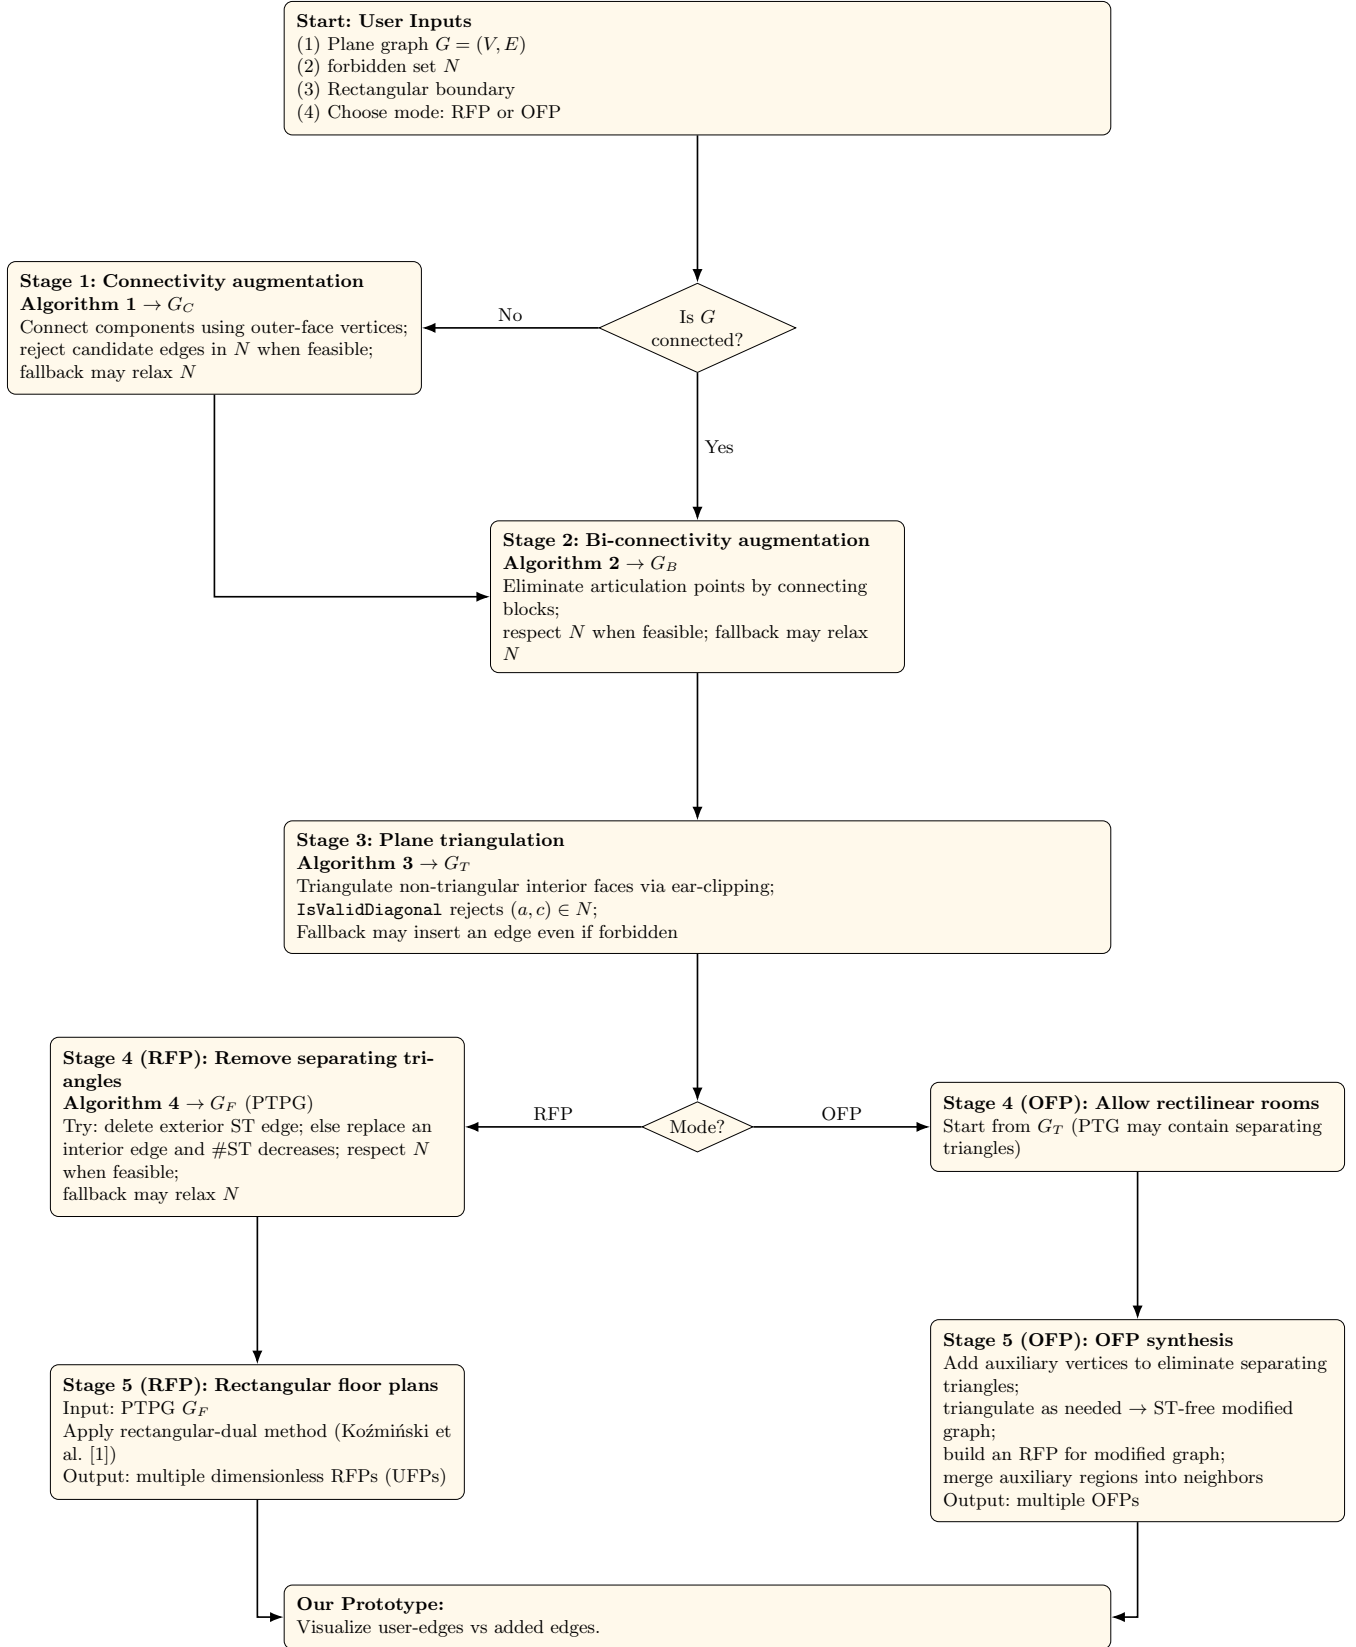 Start: User Inputs
(1) Plane graph G = (V, E)
(2) forbidden set N
(3) Rectangular boundary
(4) Choose mode: RFP or OFP
Stage 1: Connectivity augmentation
Algorithm 1 → G_C
Connect components using outer-face vertices;
reject candidate edges in N when feasible;
fallback may relax N
No
Is G
connected?
Yes
Stage 2: Bi-connectivity augmentation
Algorithm 2 → G_B
Eliminate articulation points by connecting
blocks;
respect N when feasible; fallback may relax
N
Stage 3: Plane triangulation
Algorithm 3 → G_T
Triangulate non-triangular interior faces via ear-clipping;
IsValidDiagonal rejects (a, c) ∈ N;
Fallback may insert an edge even if forbidden
Stage 4 (RFP): Remove separating tri-
angles
Algorithm 4 → G_F (PTPG)
Try: delete exterior ST edge; else replace an
interior edge and #ST decreases; respect N
when feasible;
fallback may relax N
RFP
Mode?
OFP
Stage 4 (OFP): Allow rectilinear rooms
Start from G_T (PTG may contain separating
triangles)
Stage 5 (RFP): Rectangular floor plans
Input: PTPG G_F
Apply rectangular-dual method (Koźmiński et
al. [1])
Output: multiple dimensionless RFPs (UFPs)
Stage 5 (OFP): OFP synthesis
Add auxiliary vertices to eliminate separating
triangles;
triangulate as needed → ST-free modified
graph;
build an RFP for modified graph;
merge auxiliary regions into neighbors
Output: multiple OFPs
Our Prototype:
Visualize user-edges vs added edges.